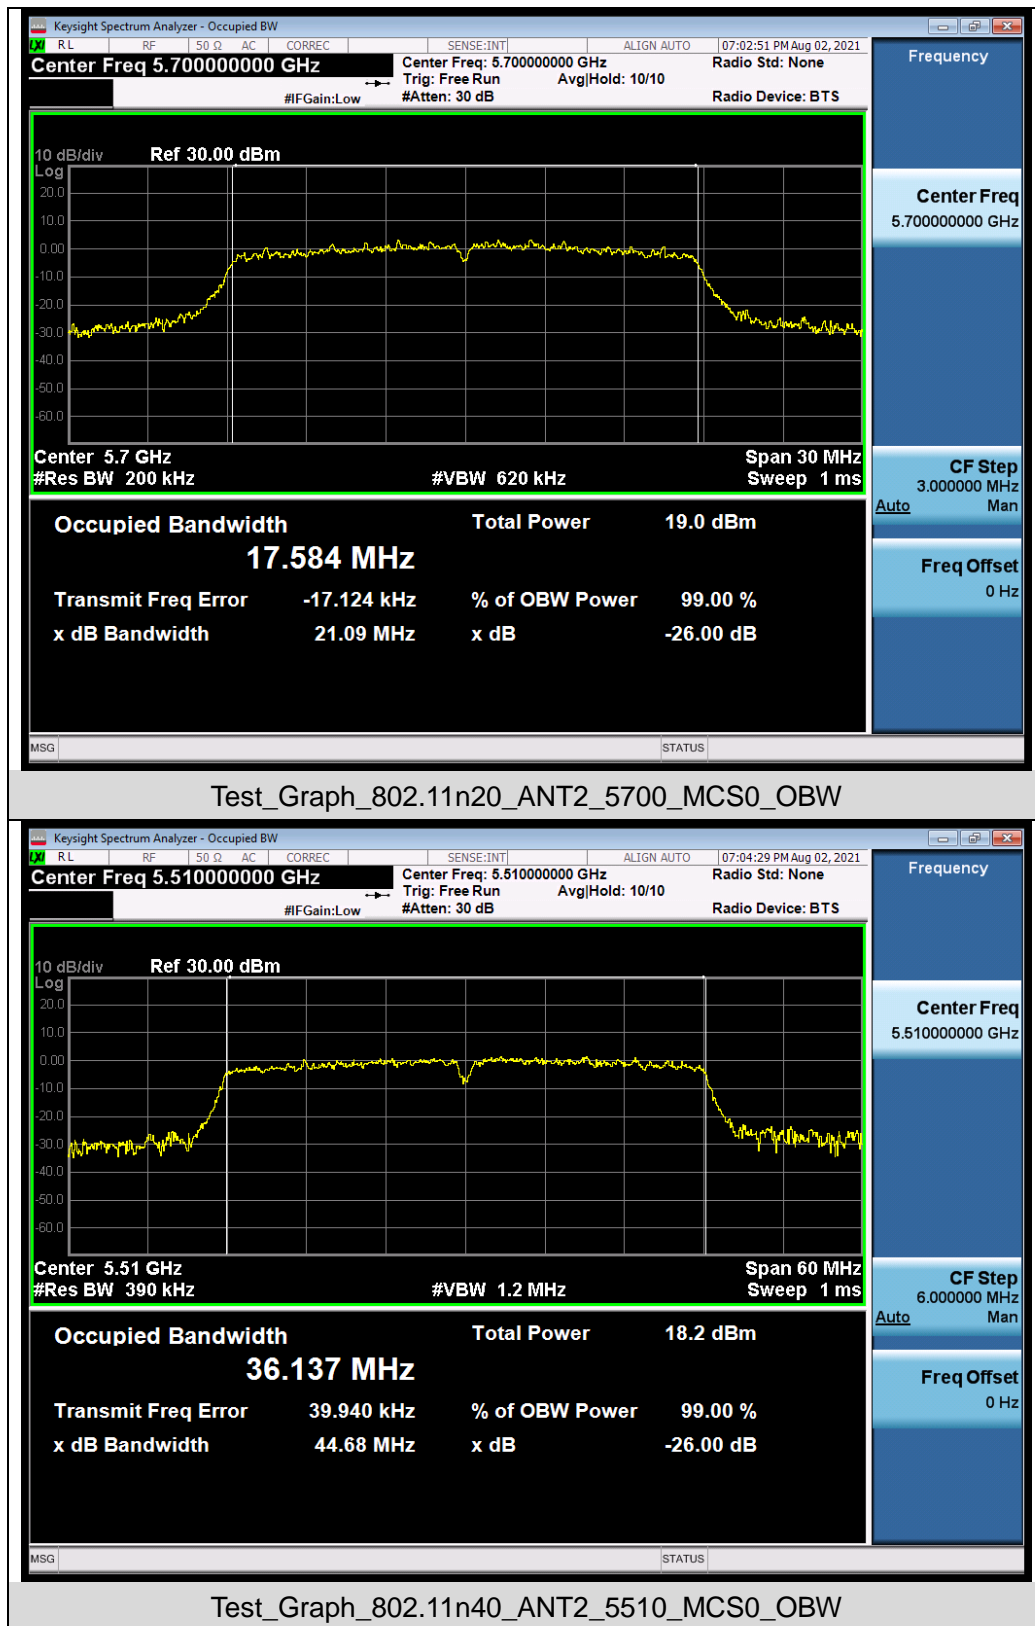 Keysight Spectrum Analyzer - Occupied BW
LXI RL RF 50 Ω AC CORREC SENSE:INT ALIGN AUTO 07:02:51 PM Aug 02, 2021
Center Freq 5.700000000 GHz
Center Freq: 5.700000000 GHz
Radio Std: None
Trig: Free Run Avg|Hold: 10/10
#IFGain:Low
#Atten: 30 dB
Radio Device: BTS
Frequency
10 dB/div Ref 30.00 dBm
Log
20.0
10.0
0.00
-10.0
-20.0
-30.0
-40.0
-50.0
-60.0
Center 5.7 GHz Span 30 MHz
#Res BW 200 kHz #VBW 620 kHz Sweep 1 ms
Center Freq
5.700000000 GHz
CF Step
3.000000 MHz
Auto Man
Freq Offset
0 Hz
Occupied Bandwidth Total Power 19.0 dBm
17.584 MHz
Transmit Freq Error -17.124 kHz % of OBW Power 99.00 %
x dB Bandwidth 21.09 MHz x dB -26.00 dB
MSG STATUS
Test_Graph_802.11n20_ANT2_5700_MCS0_OBW
Keysight Spectrum Analyzer - Occupied BW
LXI RL RF 50 Ω AC CORREC SENSE:INT ALIGN AUTO 07:04:29 PM Aug 02, 2021
Center Freq 5.510000000 GHz
Center Freq: 5.510000000 GHz
Radio Std: None
Trig: Free Run Avg|Hold: 10/10
#IFGain:Low
#Atten: 30 dB
Radio Device: BTS
Frequency
10 dB/div Ref 30.00 dBm
Log
20.0
10.0
0.00
-10.0
-20.0
-30.0
-40.0
-50.0
-60.0
Center 5.51 GHz Span 60 MHz
#Res BW 390 kHz #VBW 1.2 MHz Sweep 1 ms
Center Freq
5.510000000 GHz
CF Step
6.000000 MHz
Auto Man
Freq Offset
0 Hz
Occupied Bandwidth Total Power 18.2 dBm
36.137 MHz
Transmit Freq Error 39.940 kHz % of OBW Power 99.00 %
x dB Bandwidth 44.68 MHz x dB -26.00 dB
MSG STATUS
Test_Graph_802.11n40_ANT2_5510_MCS0_OBW